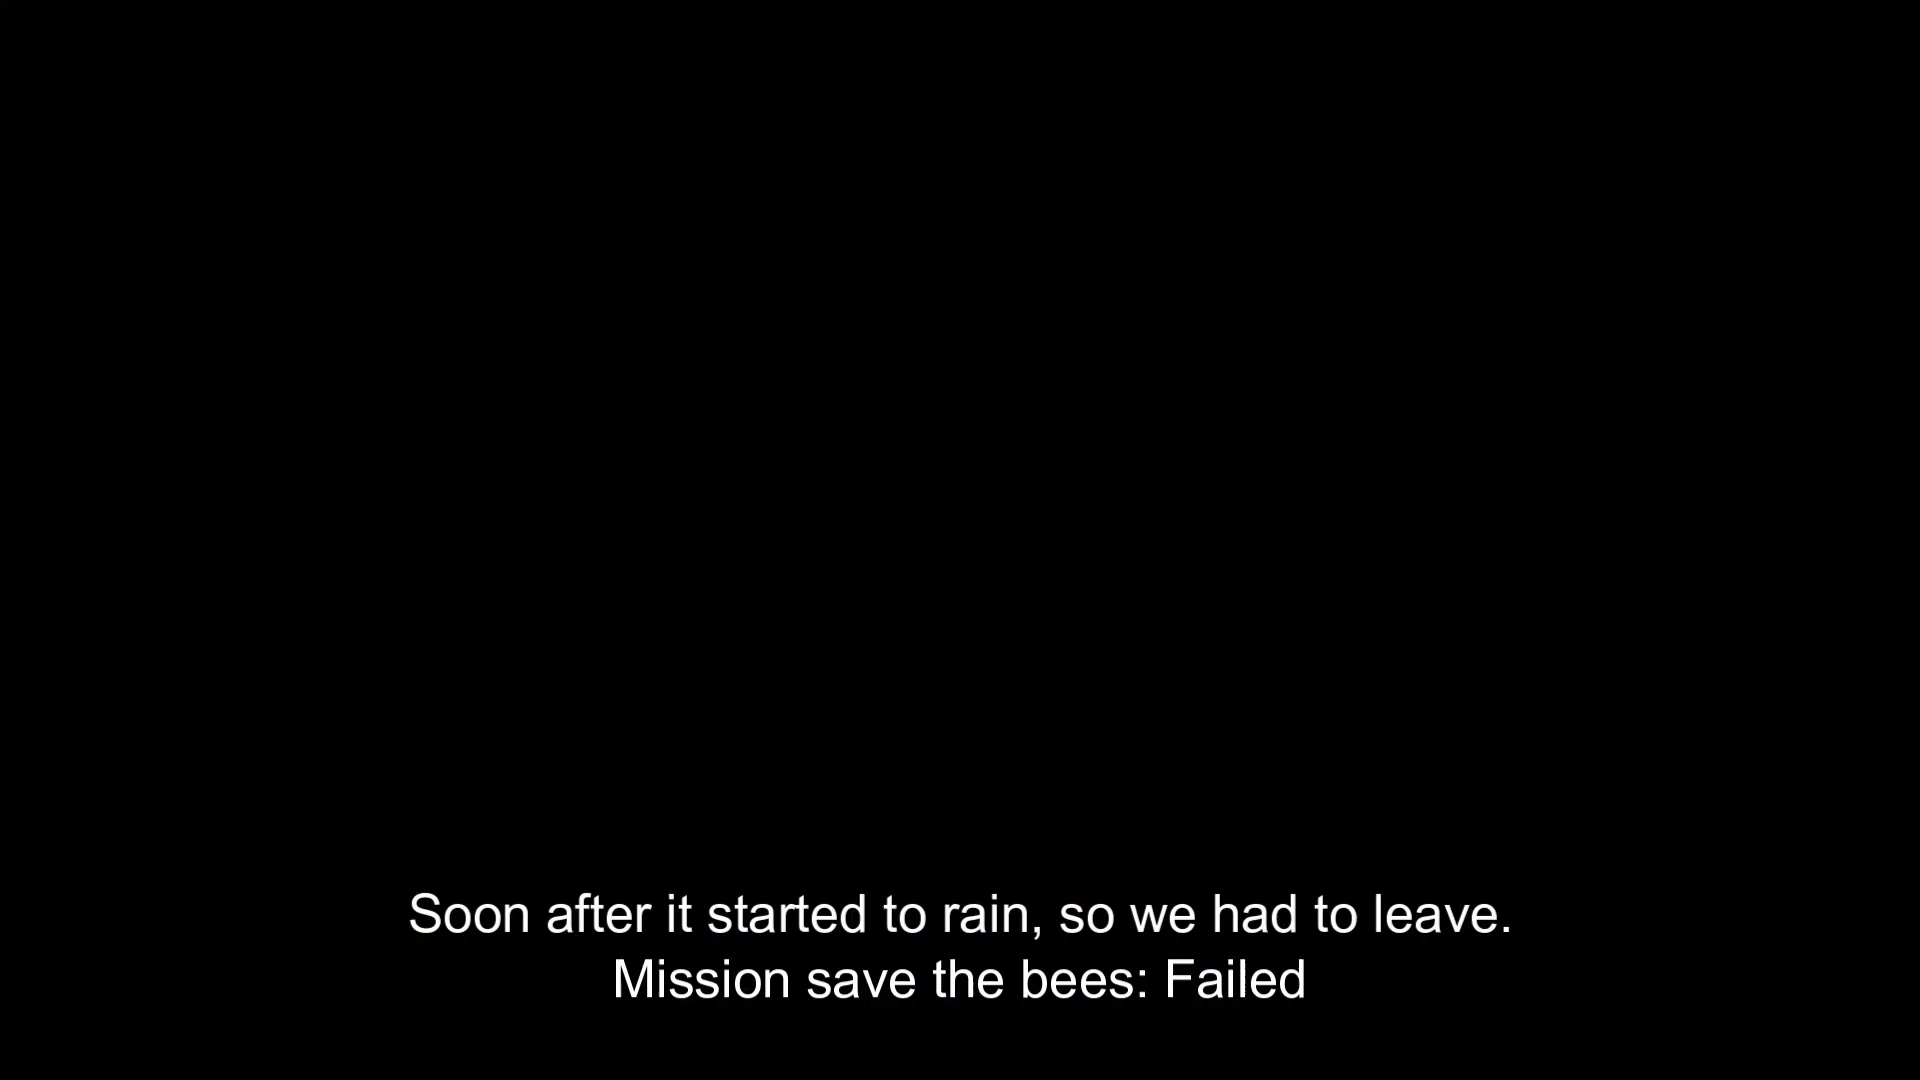 Soon after it started to rain, so we had to leave.
Mission save the bees: Failed